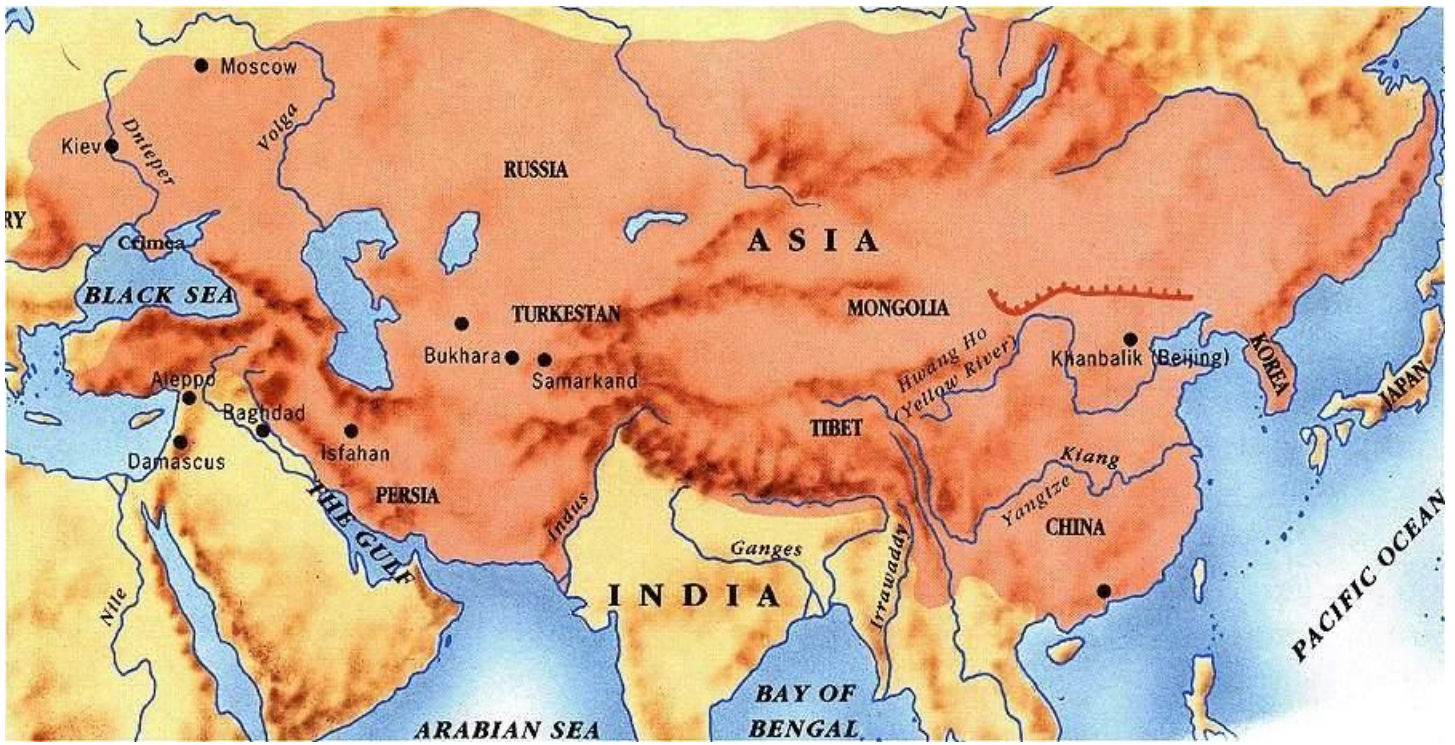 Moscow
Volga
Dnieper
Kiev
RUSSIA
RY
Crimea
ASIA
BLACK SEA
MONGOLIA
TURKESTAN
Hwang Ho
(Yellow River)
Khanbalik (Beijing)
KOREA
JAPAN
Bukhara
Samarkand
Aleppo
Baghdad
Isfahan
Damascus
TIBET
Kiang
Yangtze
CHINA
PERSIA
THE GULF
Indus
Ganges
Irrawaddy
INDIA
Nile
PACIFIC OCEAN
BAY OF
BENGAL
ARABIAN SEA